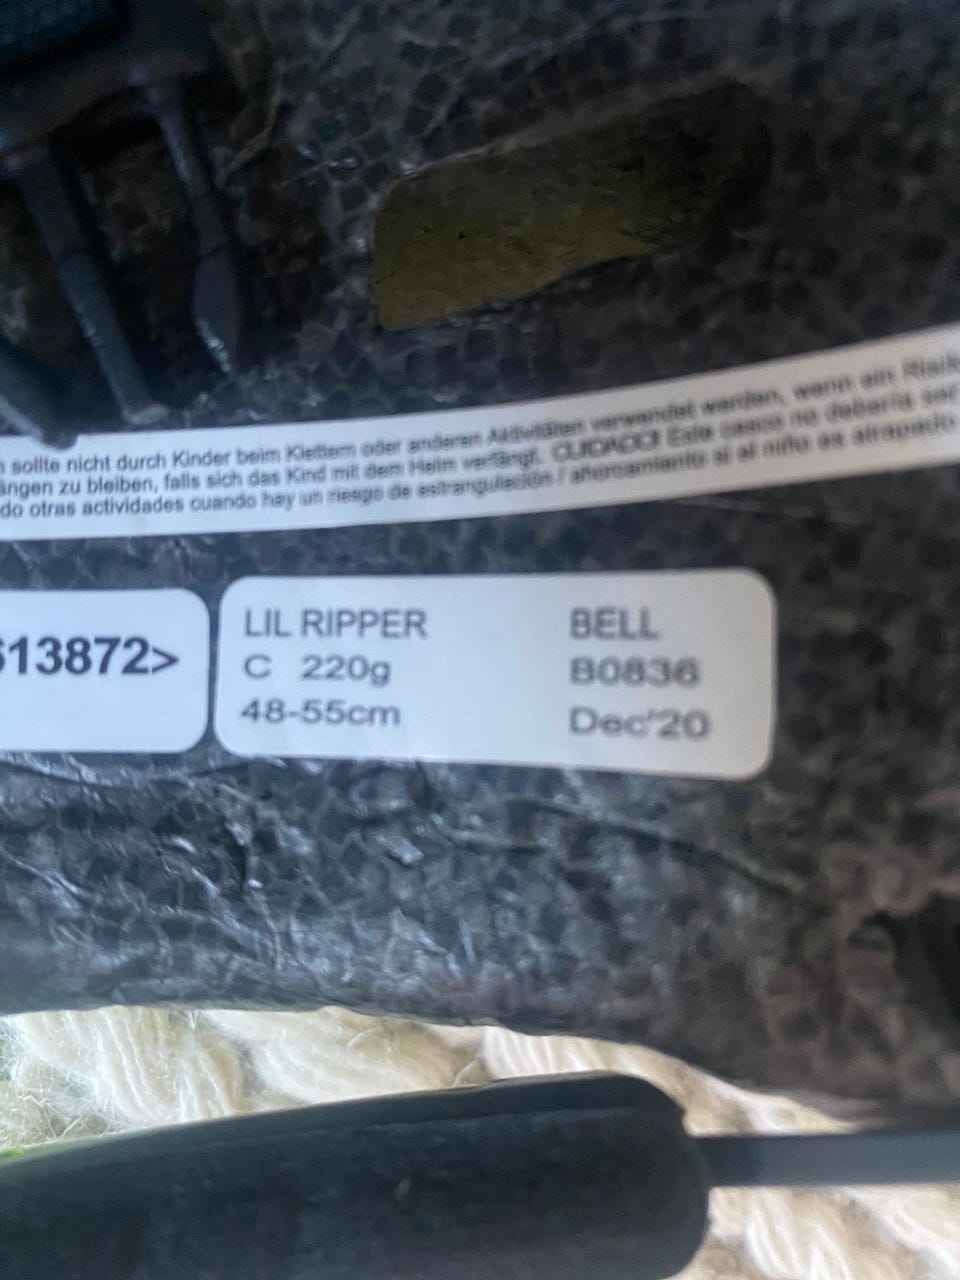 sollte nicht durch Kinder beim Klettern oder anderen Aktivitäten verwendet werden, wenn ein
zu bleiben, falls sich das Kind mit dem Helm verfängt. CUIDADO! Este casco no debería ser
do otras actividades cuando hay un riesgo de estrangulación / ahorcamiento si el niño es atrapado
13872>
LIL RIPPER BELL
C 220g B0836
48-55cm Dec'20